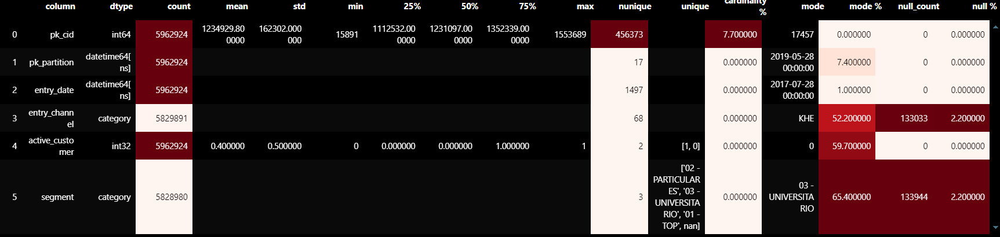 column dtype count mean std min 25% 50% 75% max nunique unique cardinality % mode mode % null_count null %
0 pk_cid int64 5962924 1234929.800000 162302.000000 15891 1112532.000000 1231097.000000 1352339.000000 1553689 456373 7.700000 17457 0.000000 0 0.000000
1 pk_partition datetime64[ns] 5962924 17 0.000000 2019-05-28 00:00:00 7.400000 0 0.000000
2 entry_date datetime64[ns] 5962924 1497 0.000000 2017-07-28 00:00:00 1.000000 0 0.000000
3 entry_channel category 5829891 68 0.000000 KHE 52.200000 133033 2.200000
4 active_customer int32 5962924 0.400000 0.500000 0 0.000000 0.000000 1.000000 1 2 [1, 0] 0.000000 0 59.700000 0 0.000000
5 segment category 5828980 3 ['02 - PARTICULARES', '03 - UNIVERSITARIO', '01 - TOP', nan] 0.000000 03 - UNIVERSITARIO 65.400000 133944 2.200000